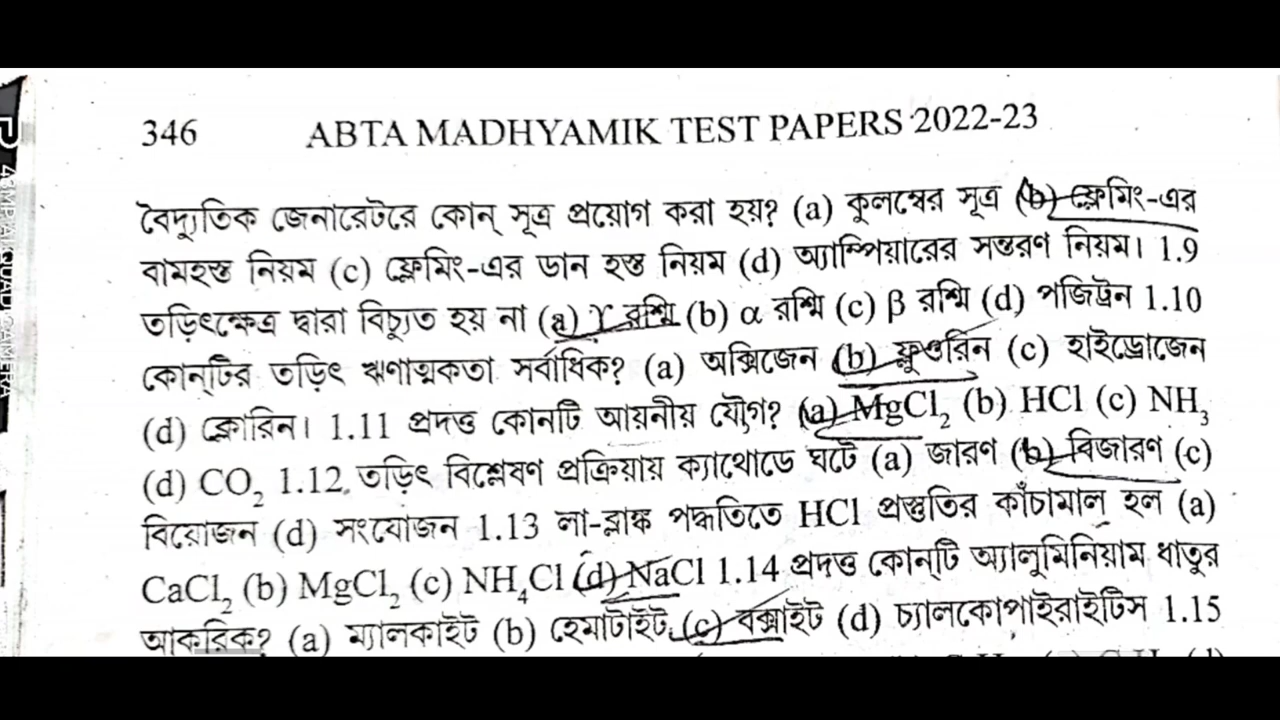 346 ABTA MADHYAMIK TEST PAPERS 2022-23
বৈদ্যুতিক জেনারেটরে কোন্ সূত্র প্রয়োগ করা হয়? (a) কুলম্বের সূত্র (b) ফ্লেমিং-এর
বামহস্ত নিয়ম (c) ফ্লেমিং-এর ডান হস্ত নিয়ম (d) অ্যাম্পিয়ারের সন্তরণ নিয়ম। 1.9
তড়িৎক্ষেত্র দ্বারা বিচ্যুত হয় না (a) γ রশ্মি (b) α রশ্মি (c) β রশ্মি (d) পজিট্রন 1.10
কোন্‌টির তড়িৎ ঋণাত্মকতা সর্বাধিক? (a) অক্সিজেন (b) ফ্লুওরিন (c) হাইড্রোজেন
(d) ক্লোরিন। 1.11 প্রদত্ত কোনটি আয়নীয় যৌগ? (a) MgCl₂ (b) HCl (c) NH₃
(d) CO₂ 1.12. তড়িৎ বিশ্লেষণ প্রক্রিয়ায় ক্যাথোডে ঘটে (a) জারণ (b) বিজারণ (c)
বিয়োজন (d) সংযোজন 1.13 লা-ব্লাঙ্ক পদ্ধতিতে HCl প্রস্তুতির কাঁচামাল হল (a)
CaCl₂ (b) MgCl₂ (c) NH₄Cl (d) NaCl 1.14 প্রদত্ত কোন্‌টি অ্যালুমিনিয়াম ধাতুর
আকরিক? (a) ম্যালকাইট (b) হেমাটাইট (c) বক্সাইট (d) চ্যালকোপাইরাইটিস 1.15